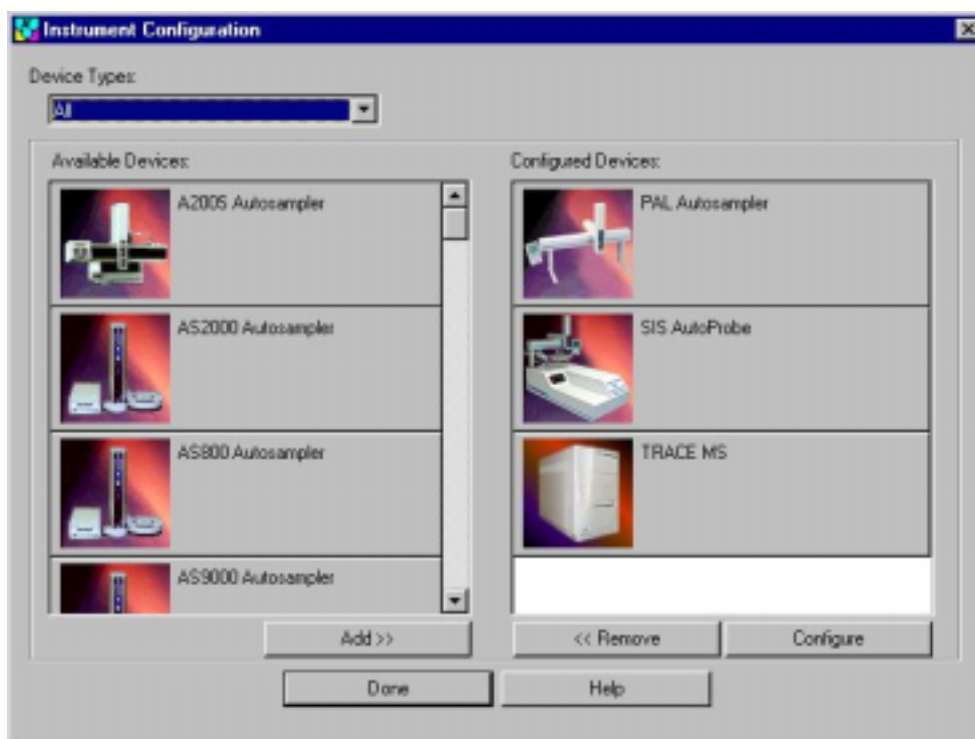 Instrument Configuration
Device Types:
All
Available Devices:
Configured Devices:
A200S Autosampler
AS2000 Autosampler
AS800 Autosampler
AS9000 Autosampler
PAL Autosampler
SIS AutoProbe
TRACE MS
Add >>
<< Remove
Configure
Done
Help